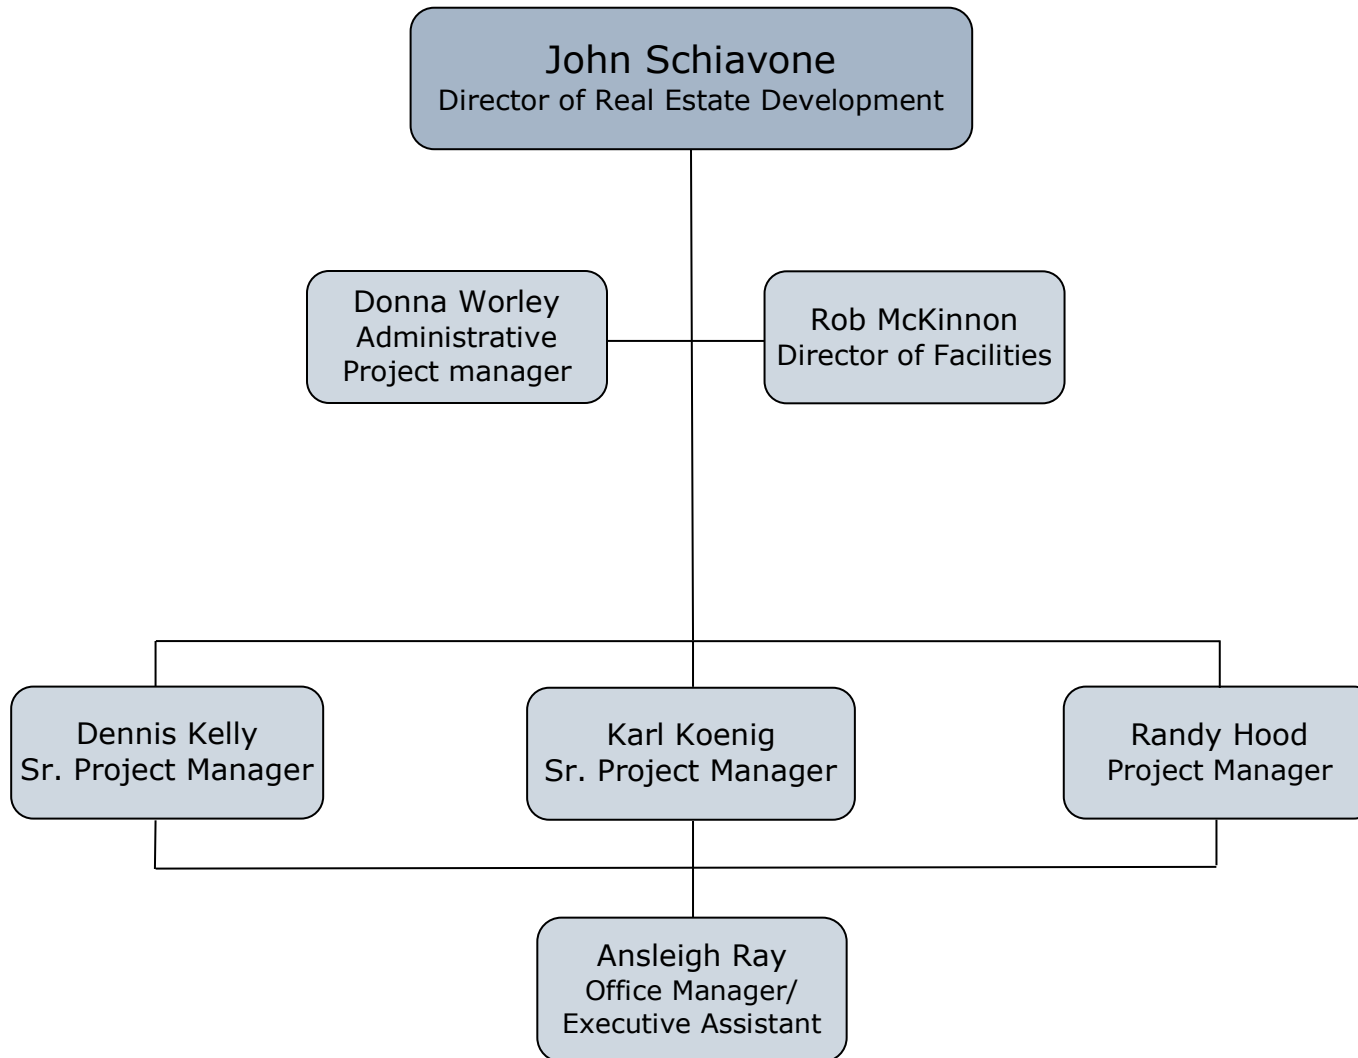 John Schiavone
Director of Real Estate Development
Donna Worley
Administrative
Project manager
Rob McKinnon
Director of Facilities
Dennis Kelly
Sr. Project Manager
Karl Koenig
Sr. Project Manager
Randy Hood
Project Manager
Ansleigh Ray
Office Manager/
Executive Assistant